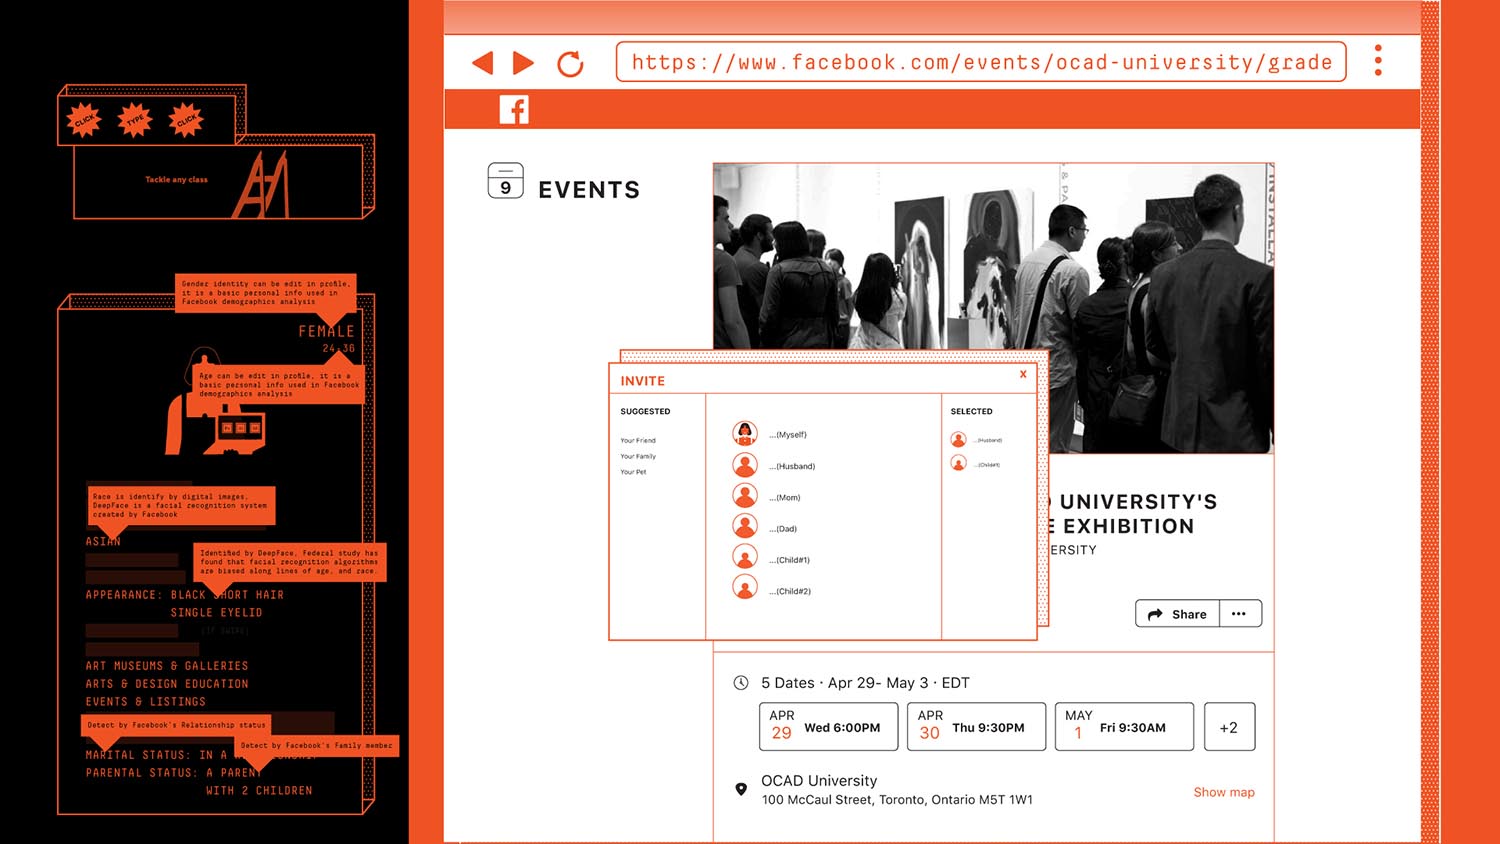 CLICK
TYPE
CLICK
Tackle any class
Gender identity can be edit in profile,
it is a basic personal info used in
Facebook demographics analysis
FEMALE
24-36
Age can be edit in profile, it is a
basic personal info used in Facebook
demographics analysis
Race is identify by digital images.
DeepFace is a facial recognition system
created by Facebook
ASIAN
Identified by DeepFace, Federal study has
found that facial recognition algorithms
are biased along lines of age, and race.
APPEARANCE: BLACK SHORT HAIR
SINGLE EYELID
ART MUSEUMS & GALLERIES
ARTS & DESIGN EDUCATION
EVENTS & LISTINGS
Detect by Facebook's Relationship status
Detect by Facebook's Family member
MARITAL STATUS: IN A
PARENTAL STATUS: A PARENT
WITH 2 CHILDREN
https://www.facebook.com/events/ocad-university/grade
f
9
EVENTS
& PA
INSTALLA
INVITE
X
SUGGESTED
Your Friend
Your Family
Your Pet
...(Myself)
...(Husband)
...(Mom)
...(Dad)
...(Child#1)
...(Child#2)
SELECTED
...(Husband)
...(Child#1)
UNIVERSITY'S
E EXHIBITION
ERSITY
Share
5 Dates · Apr 29- May 3 · EDT
APR
29
Wed 6:00PM
APR
30
Thu 9:30PM
MAY
1
Fri 9:30AM
+2
OCAD University
100 McCaul Street, Toronto, Ontario M5T 1W1
Show map